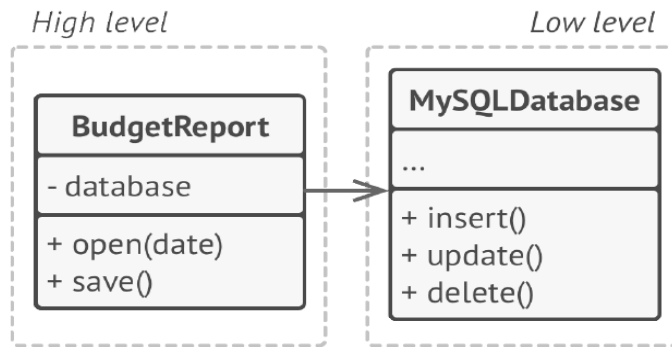 High level
Low level
BudgetReport
- database
+ open(date)
+ save()
MySQLDatabase
...
+ insert()
+ update()
+ delete()